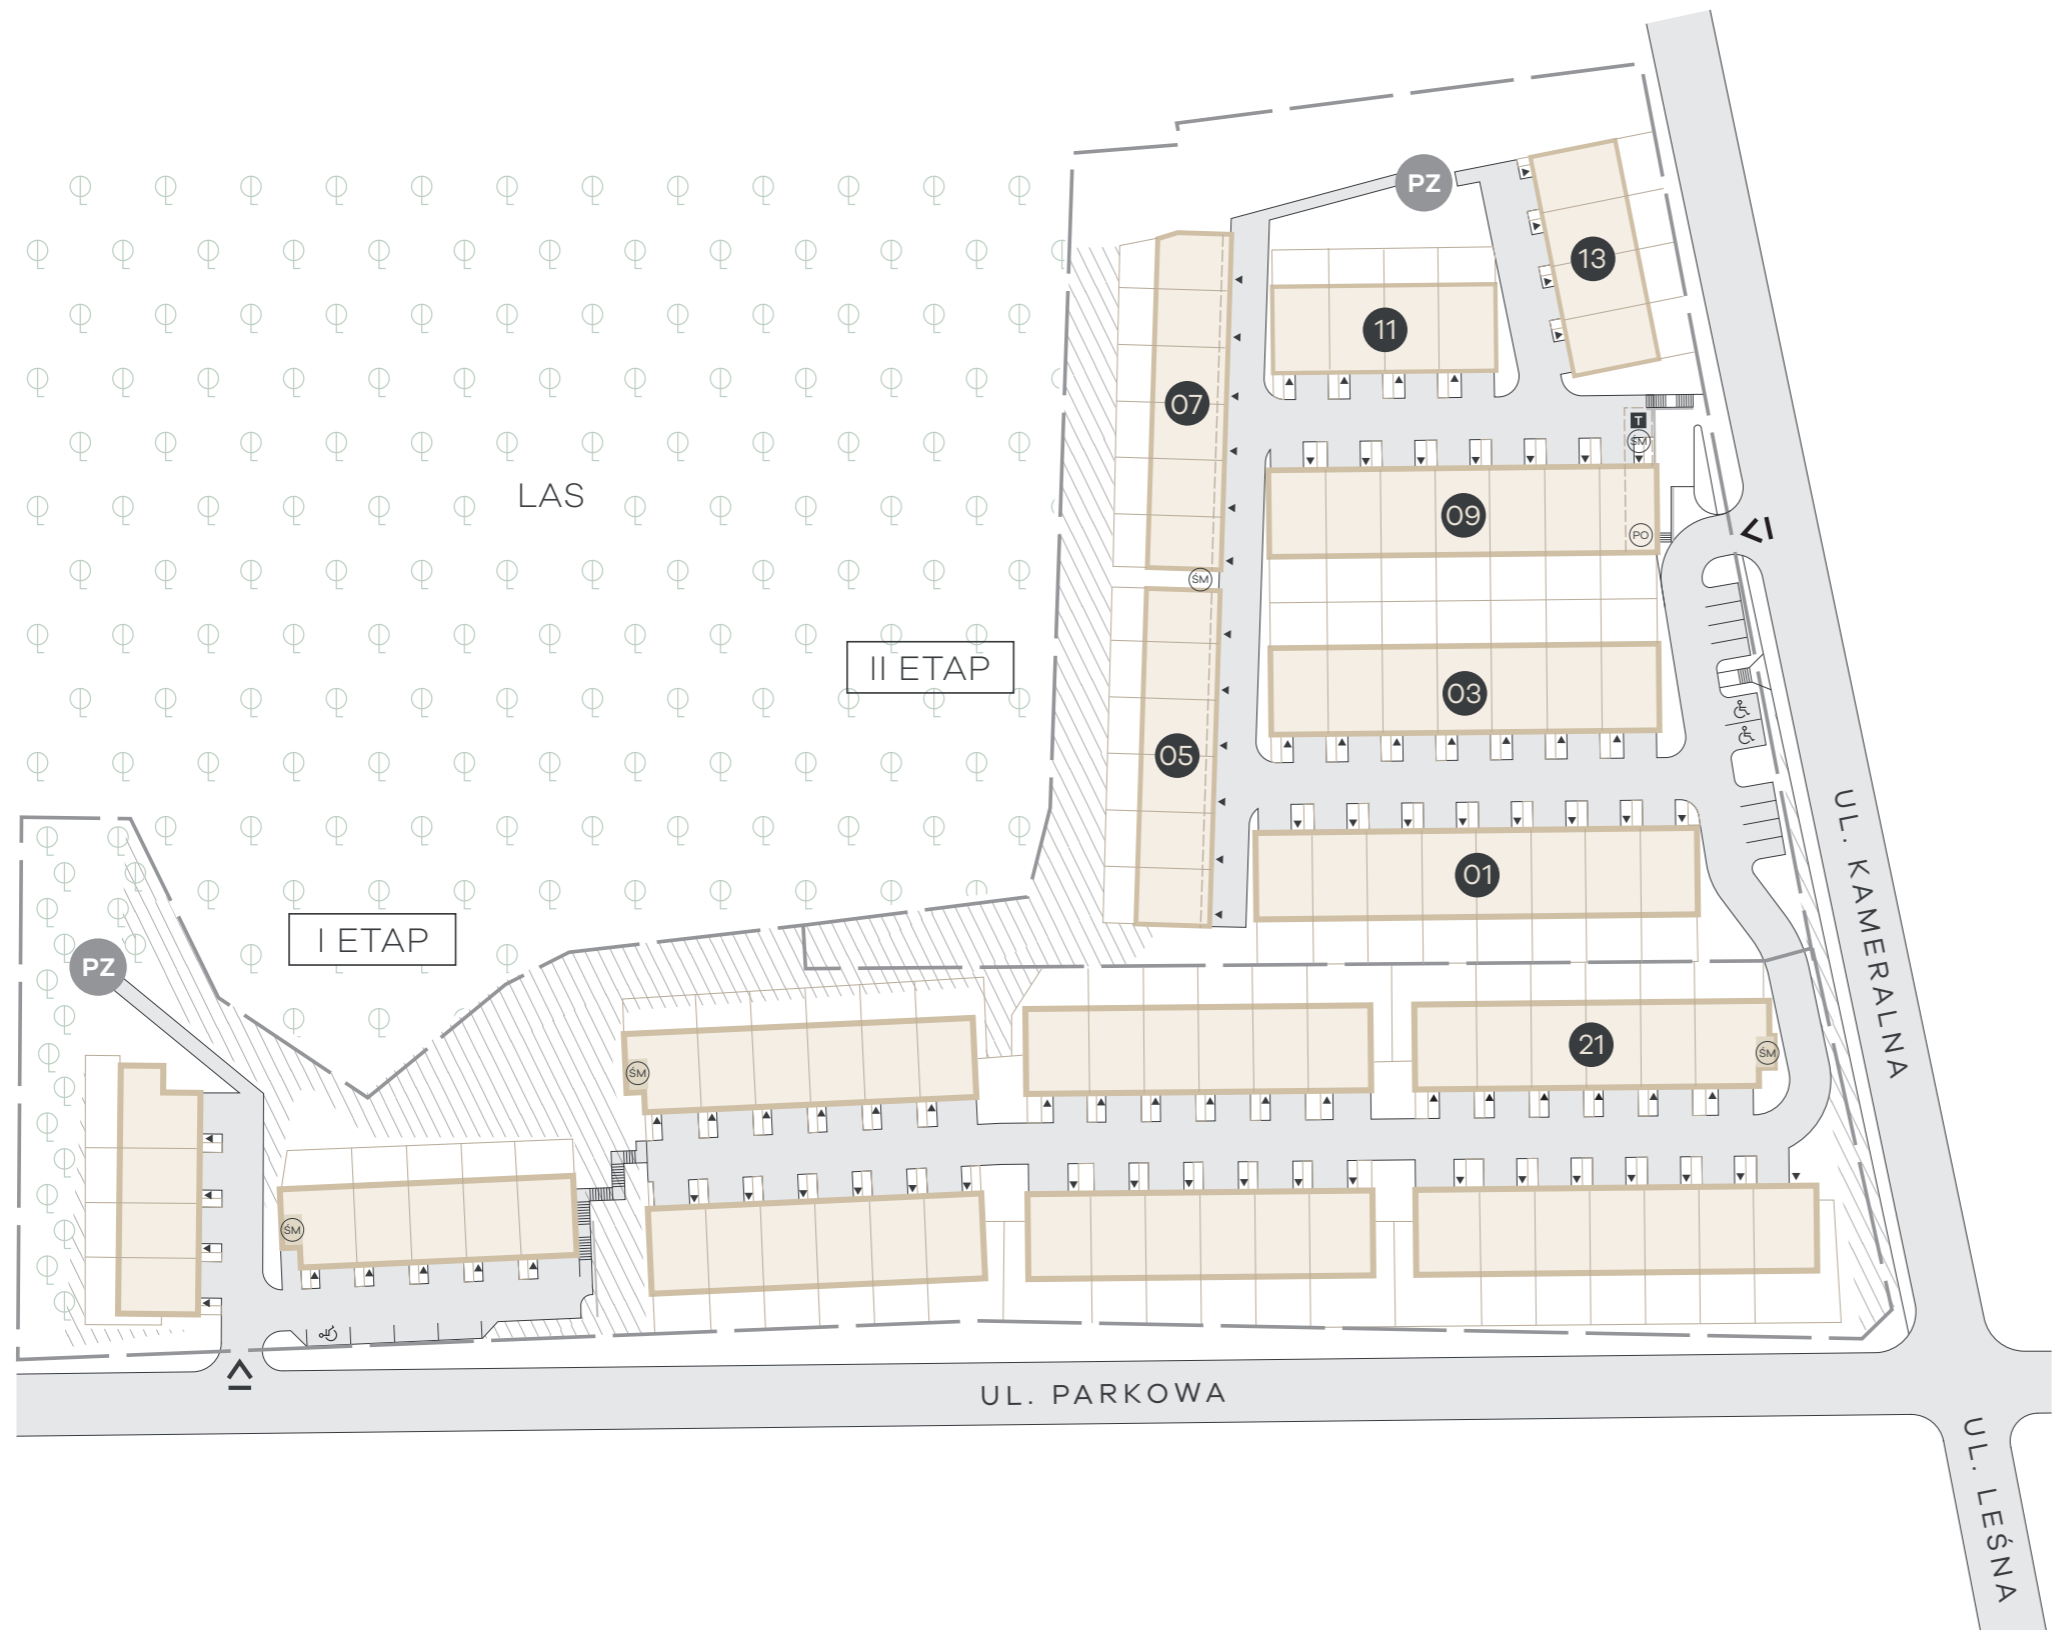 PZ
13
11
07
T
ŚM
LAS
09
PO
ŚM
II ETAP
03
05
UL. KAMERALNA
01
I ETAP
PZ
21
ŚM
ŚM
ŚM
UL. PARKOWA
UL. LEŚNA